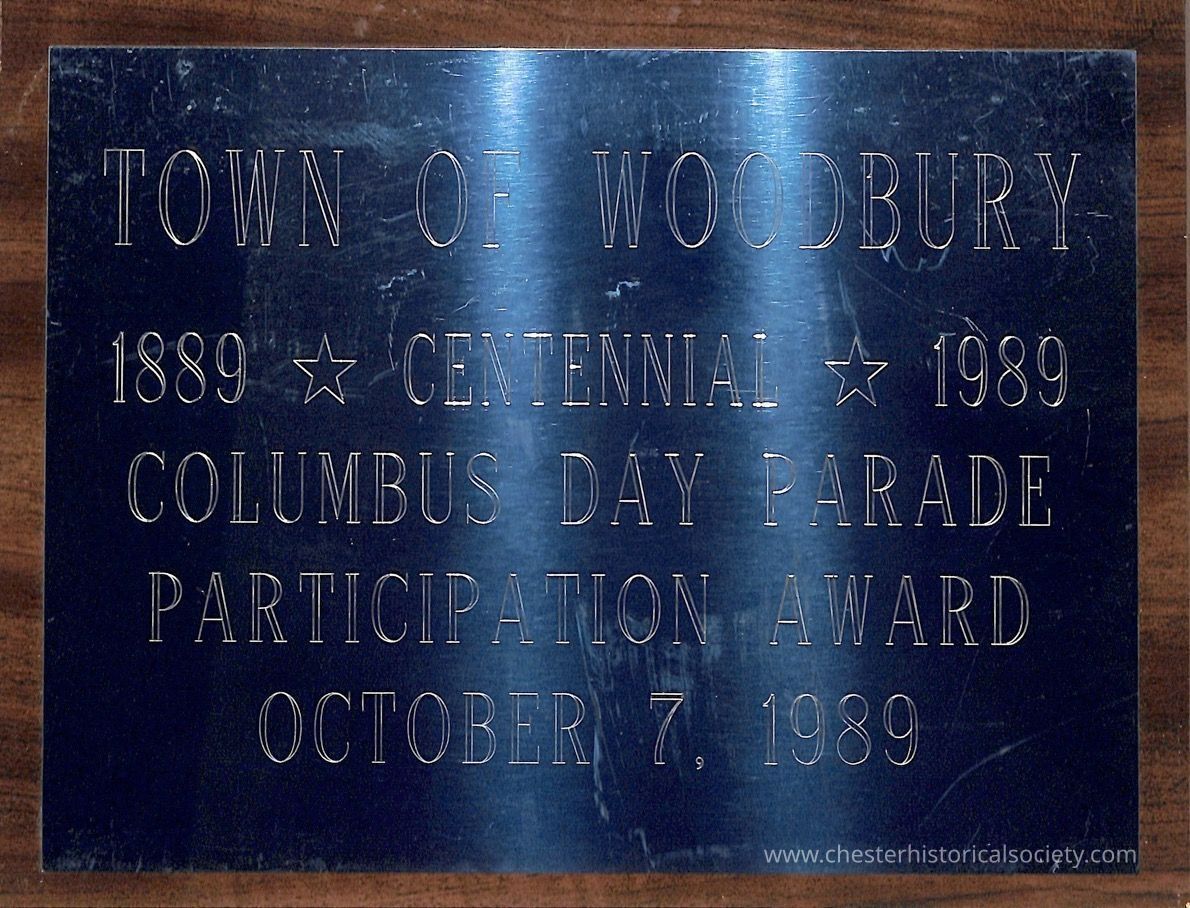 TOWN OF WOODBURY
1889 ☆ CENTENNIAL ☆ 1989
COLUMBUS DAY PARADE
PARTICIPATION AWARD
OCTOBER 7, 1989
www.chesterhistoricalsociety.com